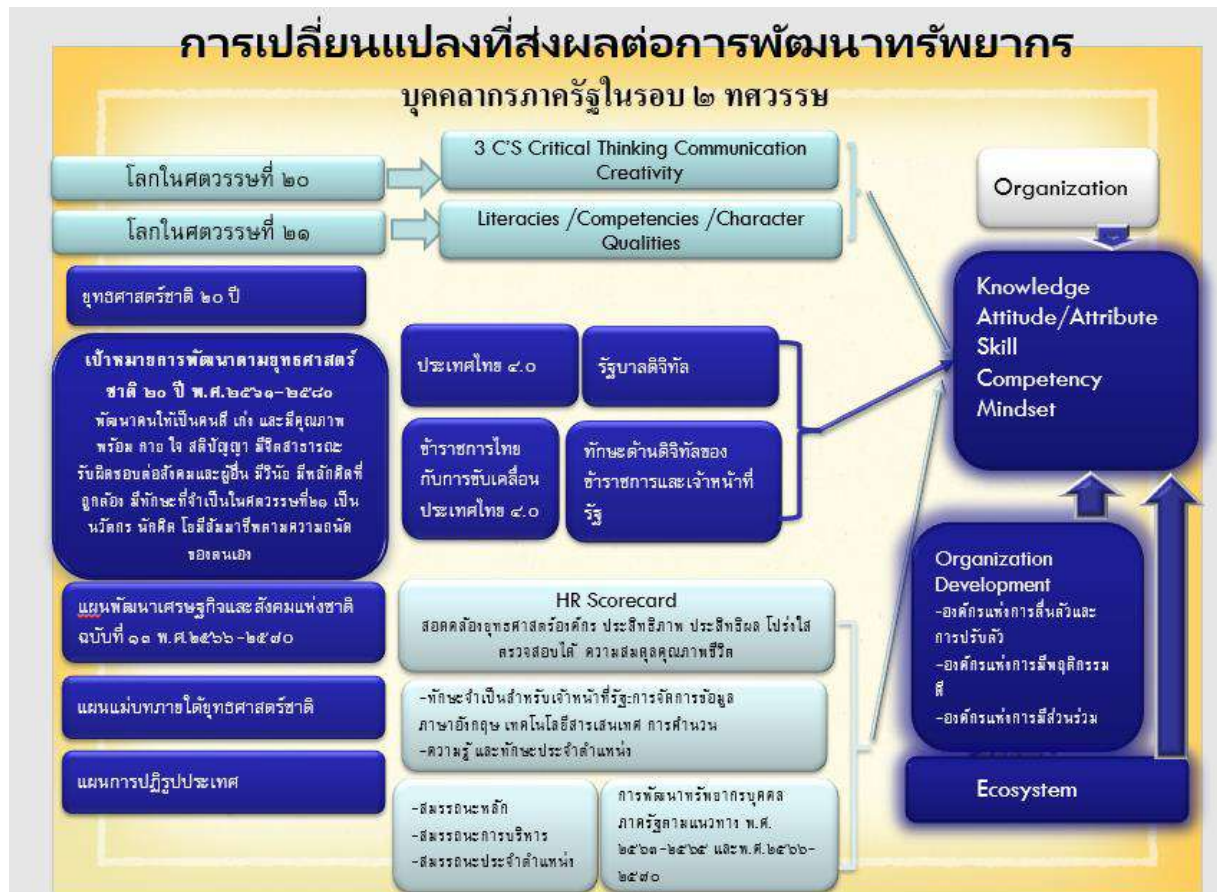 การเปลี่ยนแปลงที่ส่งผลต่อการพัฒนาทรัพยากร
บุคคลากรภาครัฐในรอบ ๒ ทศวรรษ
โลกในศตวรรษที่ ๒๐
3 C'S Critical Thinking Communication
Creativity
โลกในศตวรรษที่ ๒๑
Literacies /Competencies /Character
Qualities
ยุทธศาสตร์ชาติ ๒๐ ปี
เป้าหมายการพัฒนาตามยุทธศาสตร์
ชาติ ๒๐ ปี พ.ศ.๒๕๖๑-๒๕๘๐
พัฒนาคนให้เป็นคนดี เก่ง และมีคุณภาพ
พร้อม กาย ใจ สติปัญญา มีจิตสาธารณะ
รับผิดชอบต่อสังคมและผู้อื่น มีวินัย มีหลักคิดที่
ถูกต้อง มีทักษะที่จำเป็นในศตวรรษที่๒๑ เป็น
นวัตกร นักคิด โดมีสัมมาชีพตามความถนัด
ของตนเอง
แผนพัฒนาเศรษฐกิจและสังคมแห่งชาติ
ฉบับที่ ๑๓ พ.ศ.๒๕๖๖-๒๕๗๐
แผนแม่บทภายใต้ยุทธศาสตร์ชาติ
แผนการปฏิรูปประเทศ
ประเทศไทย ๔.๐
รัฐบาลดิจิทัล
ข้าราชการไทย
กับการขับเคลื่อน
ประเทศไทย ๔.๐
ทักษะด้านดิจิทัลของ
ข้าราชการและเจ้าหน้าที่
รัฐ
HR Scorecard
สอดคล้องยุทธศาสตร์องค์กร ประสิทธิภาพ ประสิทธิผล โปร่งใส
ตรวจสอบได้ ความสมดุลคุณภาพชีวิต
-ทักษะจำเป็นสำหรับเจ้าหน้าที่รัฐ:การจัดการข้อมูล
ภาษาอังกฤษ เทคโนโลยีสารเสนเทศ การคำนวน
-ความรู้ และทักษะประจำตำแหน่ง
-สมรรถนะหลัก
-สมรรถนะการบริหาร
-สมรรถนะประจำตำแหน่ง
การพัฒนาทรัพยากรบุคคล
ภาครัฐตามแนวทาง พ.ศ.
๒๕๖๓-๒๕๖๕ และพ.ศ.๒๕๖๖-
๒๕๗๐
Organization
Knowledge
Attitude/Attribute
Skill
Competency
Mindset
Organization
Development
-องค์กรแห่งการตื่นตัวและ
การปรับตัว
-องค์กรแห่งการมีพฤติกรรม
ดี
-องค์กรแห่งการมีส่วนร่วม
Ecosystem